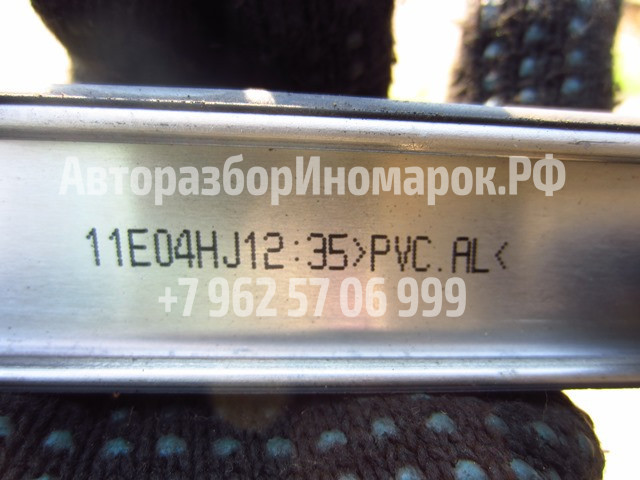 АвторазборИномарок.РФ
11E04HJ12:35>PVC.AL<
+7 962 57 06 999